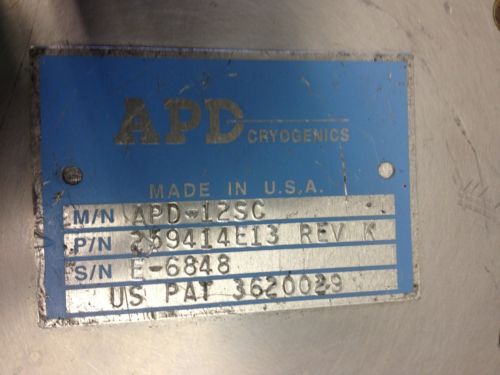 APD CRYOGENICS
MADE IN U.S.A.
M/N APD-12SC
P/N 259414E13 REV K
S/N E-6848
US PAT 3620029